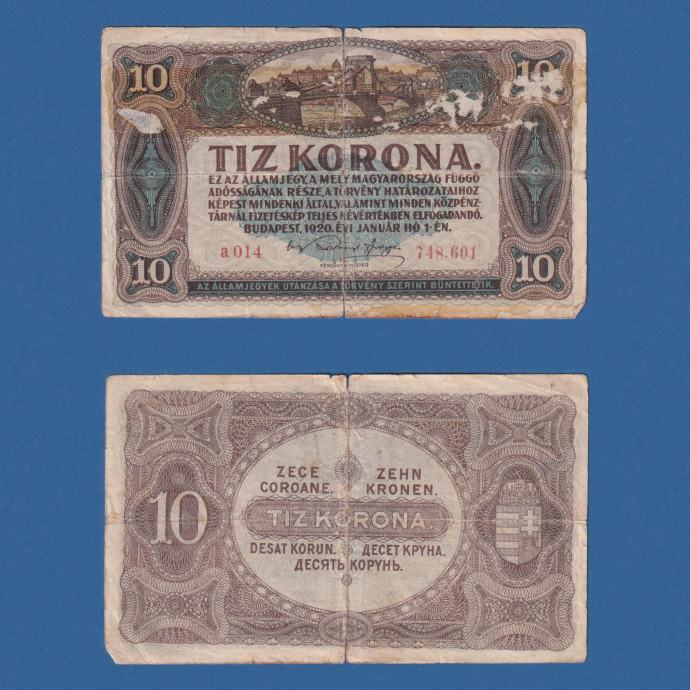 10
10
TIZ KORONA.
EZ AZ ÁLLAMJEGY, A MELY MAGYARORSZÁG FÜGGŐ
ADÓSSÁGÁNAK RÉSZE, A TÖRVÉNY HATÁROZATAIHOZ
KÉPEST MINDENKI ÁLTAL, VALAMINT MINDEN KÖZPÉNZ-
TÁRNÁL FIZETÉSKÉP TELJES NÉVÉRTÉKBEN ELFOGADANDÓ.
BUDAPEST, 1920. ÉVI JANUÁR HÓ 1-ÉN.
a 014
748.601
PÉNZÜGYMINISTER
10
10
AZ ÁLLAMJEGYEK UTÁNZÁSA A TÖRVÉNY SZERINT BÜNTETTETIK.
ZECE COROANE.
ZEHN KRONEN.
10
TIZ KORONA.
DESAT KORUN.
ДЕСЕТ КРУНА.
ДЕСЯТЬ КОРУНЬ.